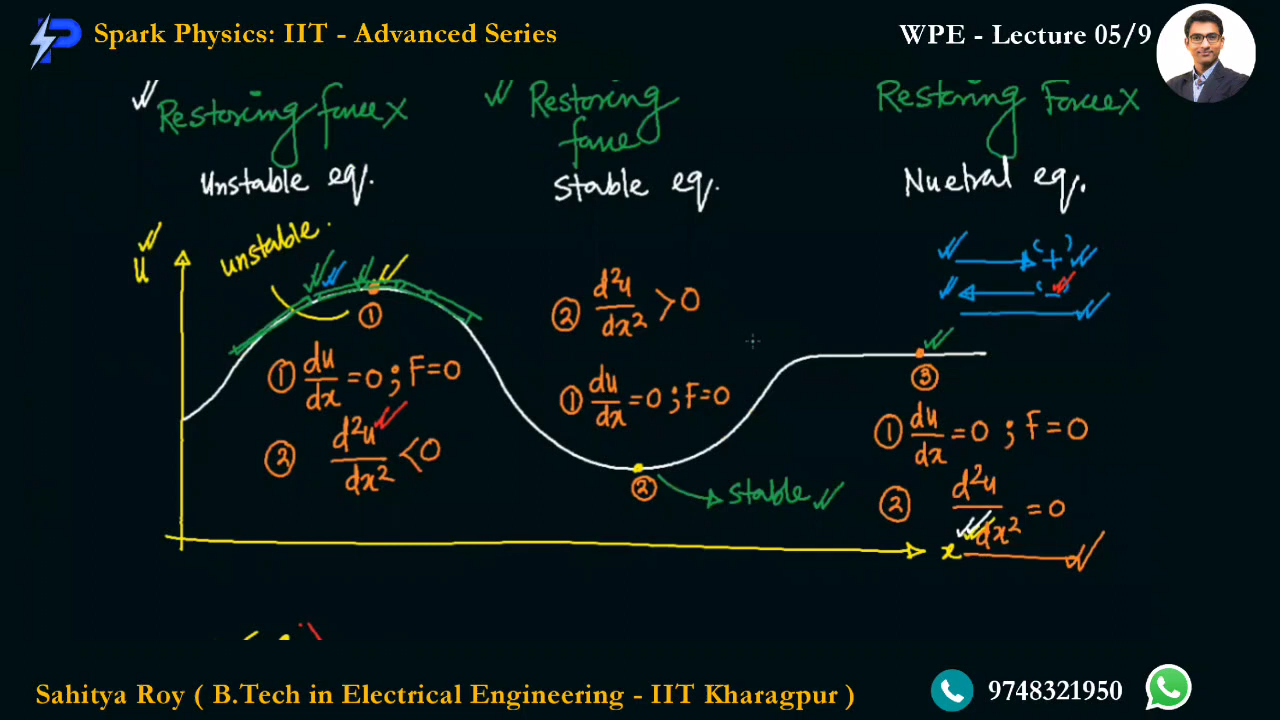 Spark Physics: IIT - Advanced Series
WPE - Lecture 05/9
Restoring force X
Restoring
force
Restoring Force X
Unstable eq.
Stable eq.
Nuetral eq.
U
unstable.
(+)
(-)
①
② d²u/dx² > 0
③
① du/dx = 0 ; F = 0
① du/dx = 0 ; F = 0
① du/dx = 0 ; F = 0
② d²u/dx² < 0
②
stable
② d²u/dx² = 0
x
Sahitya Roy ( B.Tech in Electrical Engineering - IIT Kharagpur )
9748321950